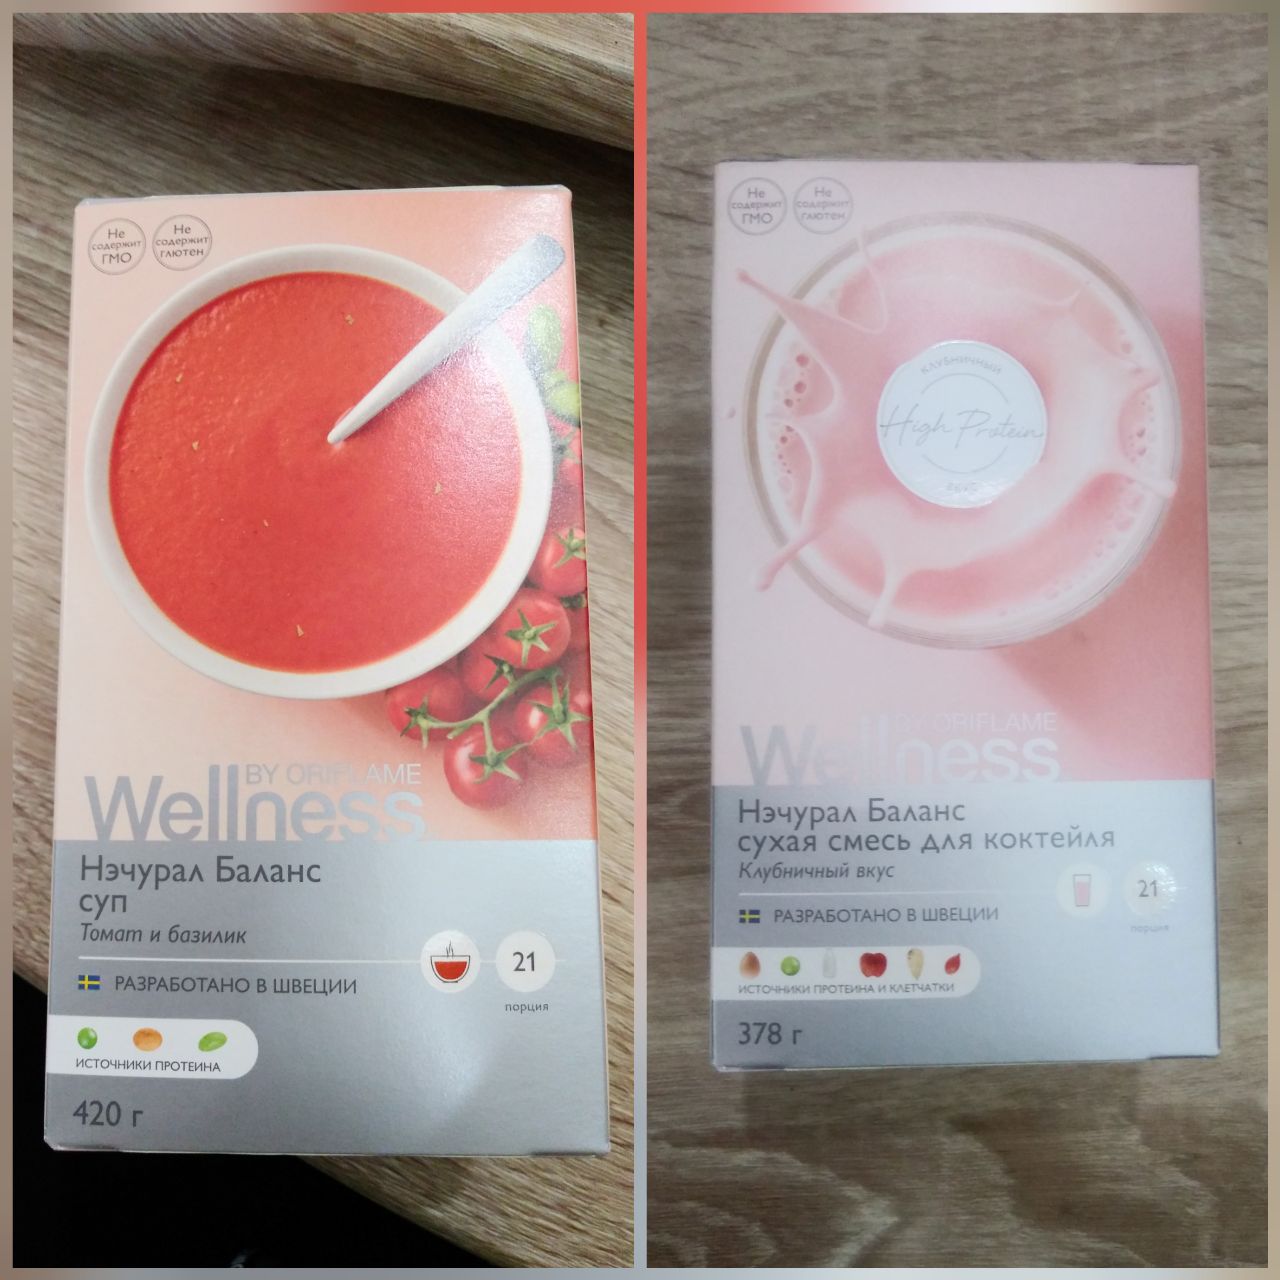 Не
содержит
ГМО
Не
содержит
глютен
Wellness
BY ORIFLAME
Нэчурал Баланс
суп
Томат и базилик
РАЗРАБОТАНО В ШВЕЦИИ
21
порция
ИСТОЧНИКИ ПРОТЕИНА
420 г
Не
содержит
ГМО
Не
содержит
глютен
КЛУБНИЧНЫЙ
High Protein
ВКУС
Wellness
BY ORIFLAME
Нэчурал Баланс
сухая смесь для коктейля
Клубничный вкус
РАЗРАБОТАНО В ШВЕЦИИ
21
порция
ИСТОЧНИКИ ПРОТЕИНА И КЛЕТЧАТКИ
378 г